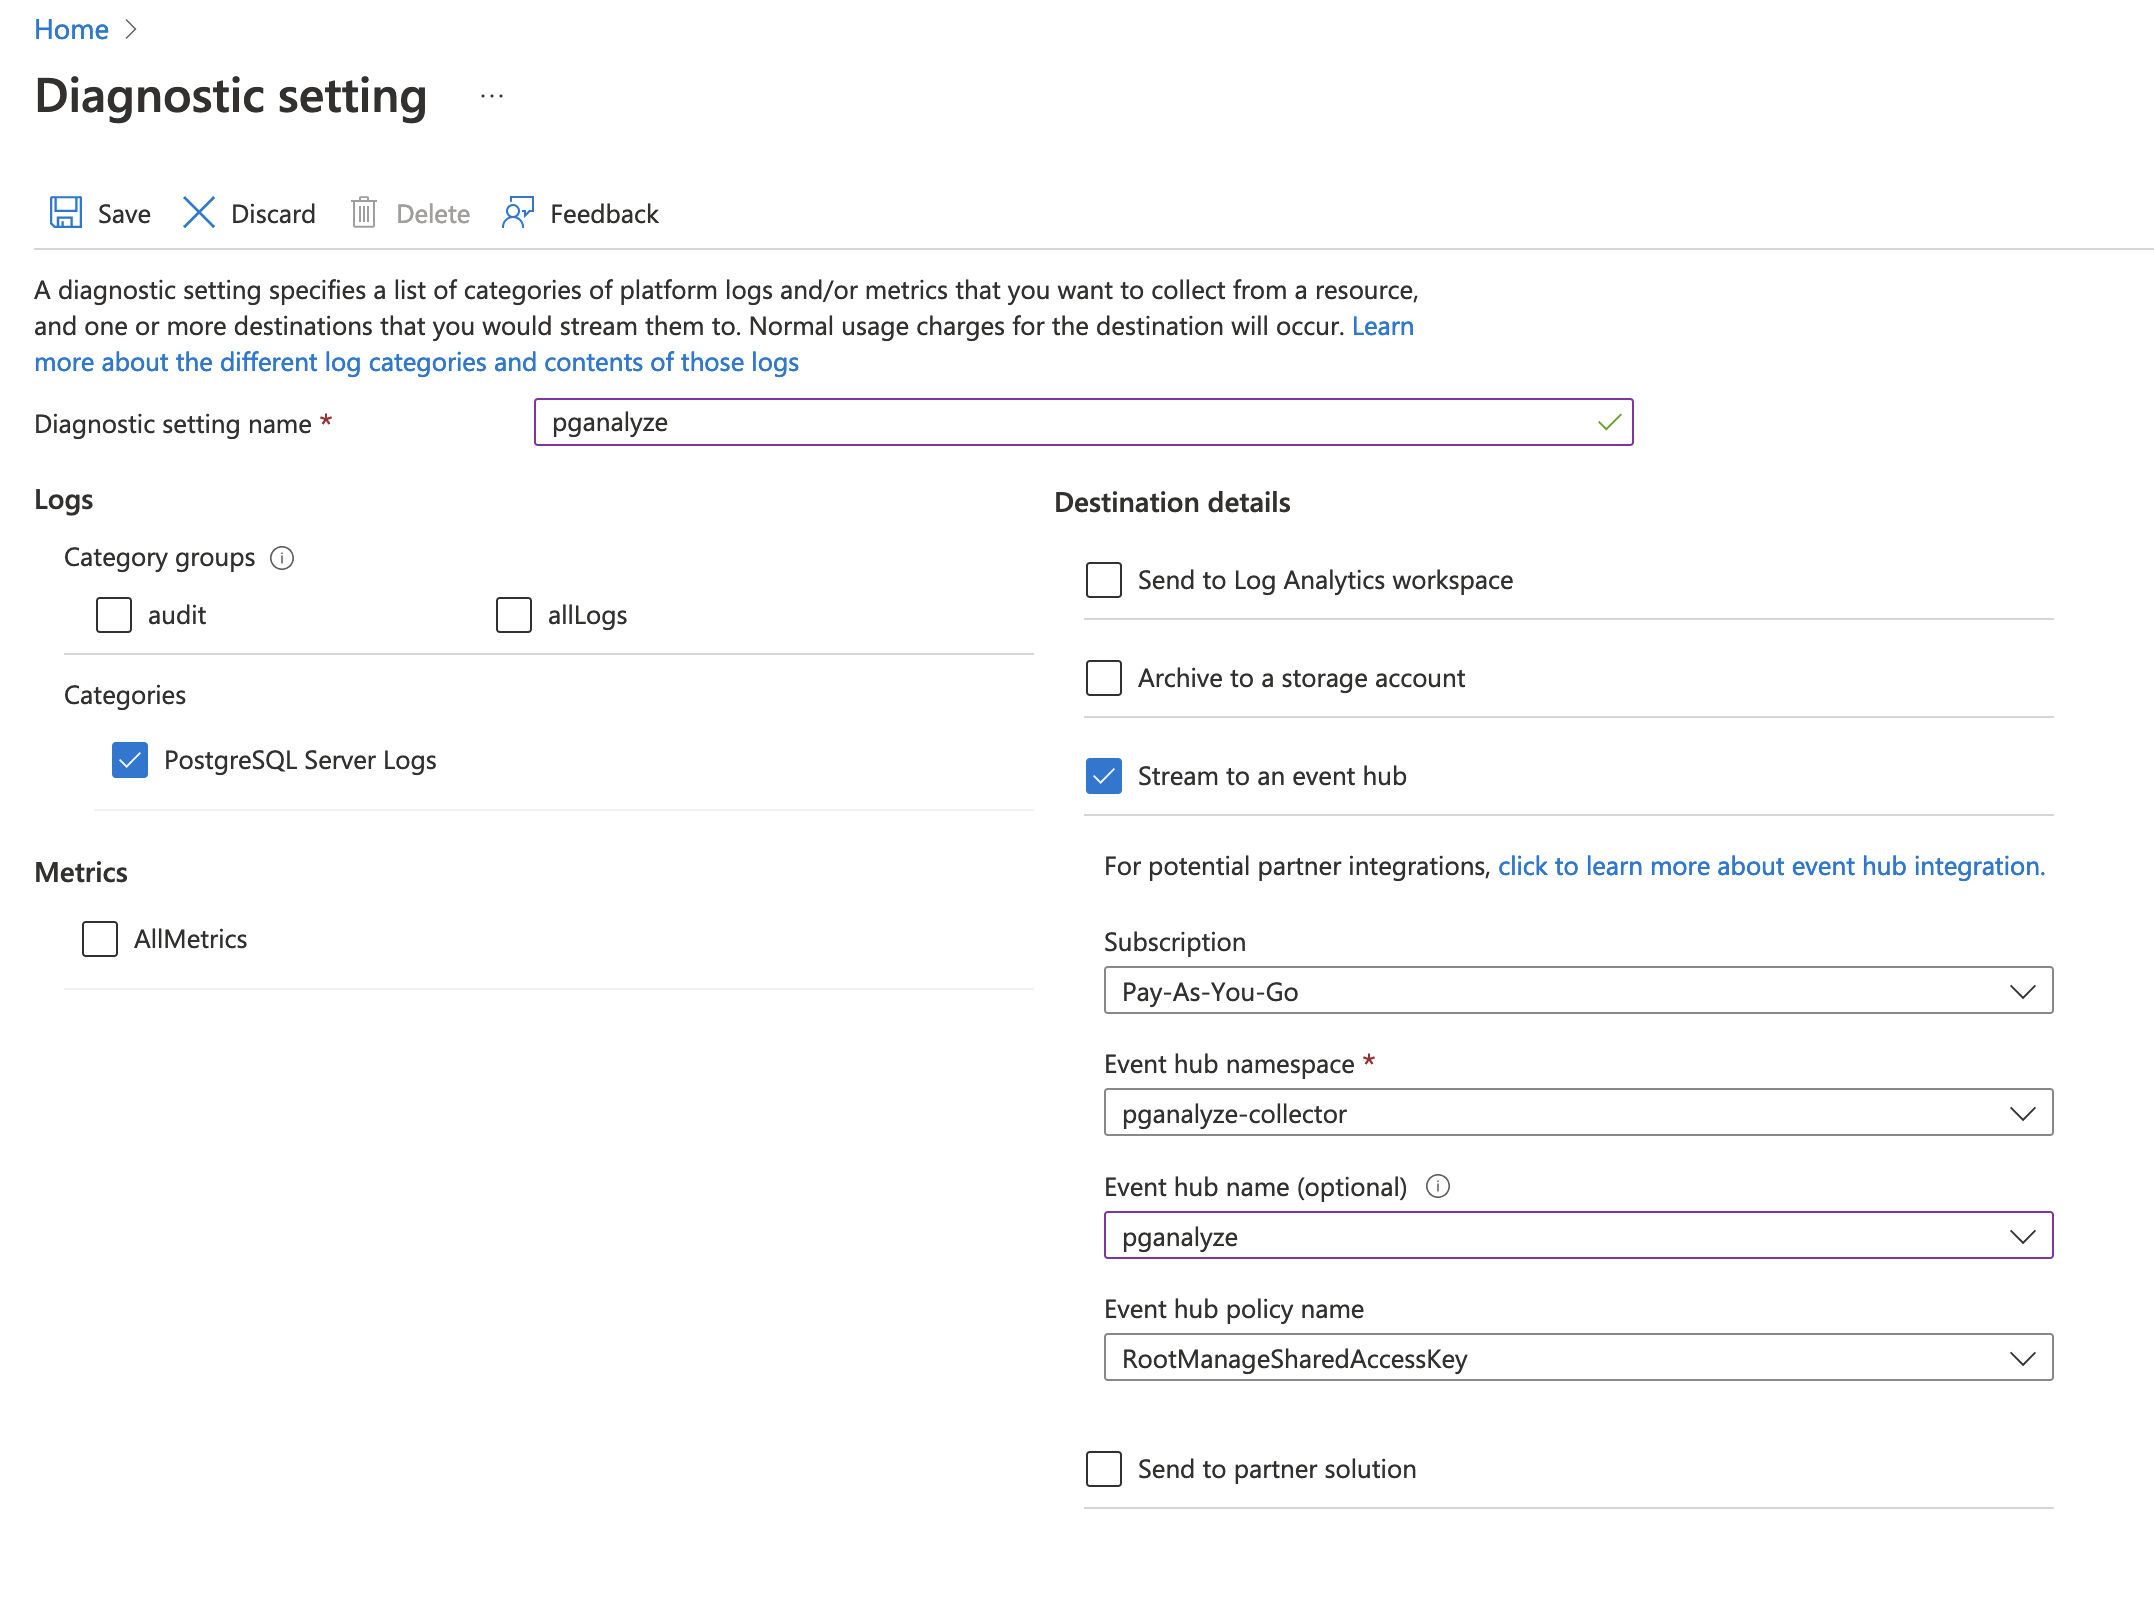 Home
Diagnostic setting ...
Save Discard Delete Feedback
A diagnostic setting specifies a list of categories of platform logs and/or metrics that you want to collect from a resource,
and one or more destinations that you would stream them to. Normal usage charges for the destination will occur. Learn
more about the different log categories and contents of those logs
Diagnostic setting name * pganalyze
Logs
Category groups
audit allLogs
Categories
PostgreSQL Server Logs
Metrics
AllMetrics
Destination details
Send to Log Analytics workspace
Archive to a storage account
Stream to an event hub
For potential partner integrations, click to learn more about event hub integration.
Subscription
Pay-As-You-Go
Event hub namespace *
pganalyze-collector
Event hub name (optional)
pganalyze
Event hub policy name
RootManageSharedAccessKey
Send to partner solution